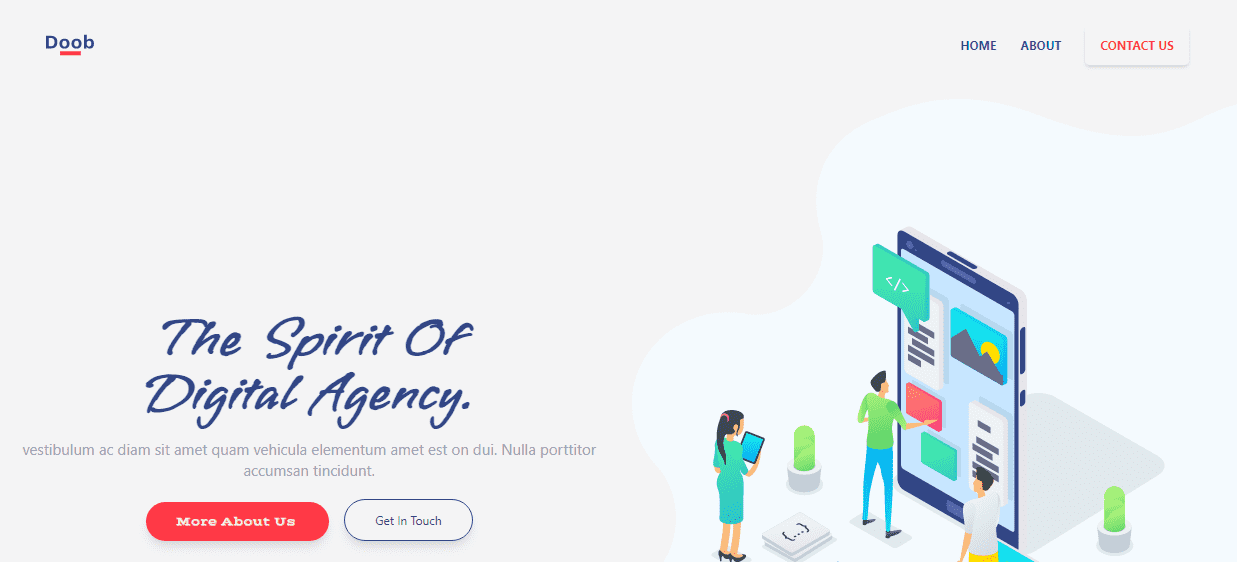 Doob
HOME ABOUT CONTACT US
</>
The Spirit Of
Digital Agency.
vestibulum ac diam sit amet quam vehicula elementum amet est on dui. Nulla porttitor
accumsan tincidunt.
More About Us Get In Touch
{...}